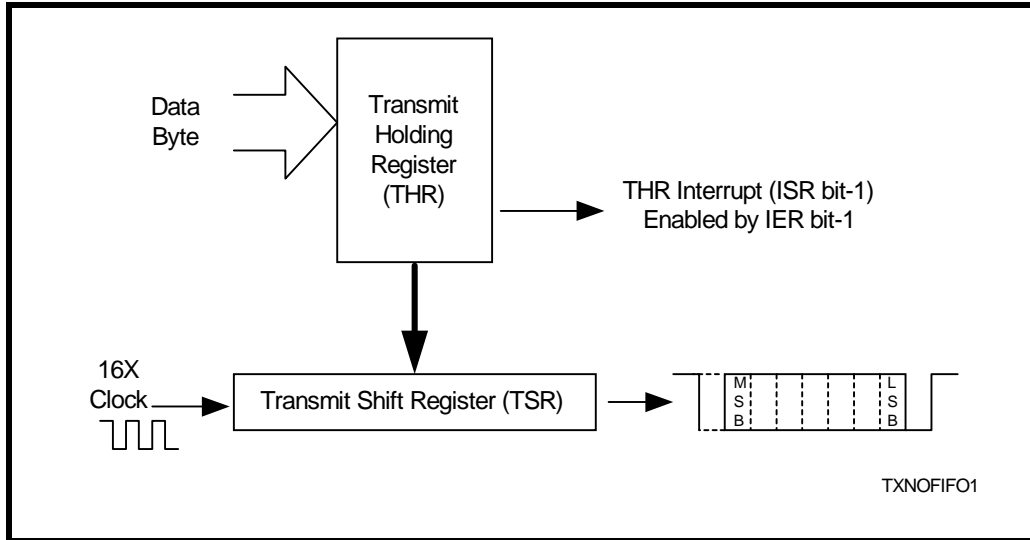 Data
Byte
Transmit
Holding
Register
(THR)
THR Interrupt (ISR bit-1)
Enabled by IER bit-1
16X
Clock
Transmit Shift Register (TSR)
M
S
B
L
S
B
TXNOFIFO1